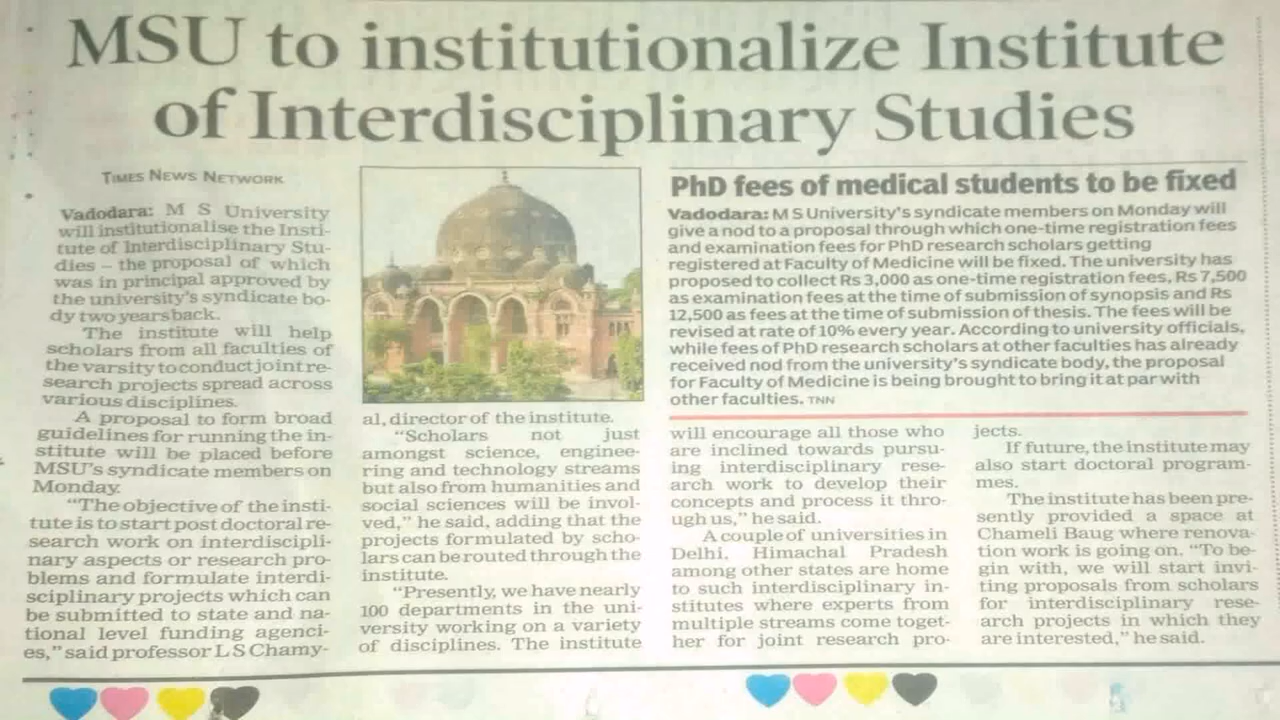 MSU to institutionalize Institute
of Interdisciplinary Studies
TIMES NEWS NETWORK
Vadodara: M S University
will institutionalise the Insti-
tute of Interdisciplinary Stu-
dies – the proposal of which
was in principal approved by
the university's syndicate bo-
dy two years back.
The institute will help
scholars from all faculties of
the varsity to conduct joint re-
search projects spread across
various disciplines.
A proposal to form broad
guidelines for running the in-
stitute will be placed before
MSU's syndicate members on
Monday.
"The objective of the insti-
tute is to start post doctoral re-
search work on interdiscipli-
nary aspects or research pro-
blems and formulate interdi-
sciplinary projects which can
be submitted to state and na-
tional level funding agenci-
es," said professor L S Chamy-
al, director of the institute.
"Scholars not just
amongst science, enginee-
ring and technology streams
but also from humanities and
social sciences will be invol-
ved," he said, adding that the
projects formulated by scho-
lars can be routed through the
institute.
"Presently, we have nearly
100 departments in the uni-
versity working on a variety
of disciplines. The institute
will encourage all those who
are inclined towards pursu-
ing interdisciplinary rese-
arch work to develop their
concepts and process it thro-
ugh us," he said.
A couple of universities in
Delhi, Himachal Pradesh
among other states are home
to such interdisciplinary in-
stitutes where experts from
multiple streams come toget-
her for joint research pro-
jects.
If future, the institute may
also start doctoral program-
mes.
The institute has been pre-
sently provided a space at
Chameli Baug where renova-
tion work is going on. "To be-
gin with, we will start invi-
ting proposals from scholars
for interdisciplinary rese-
arch projects in which they
are interested," he said.
PhD fees of medical students to be fixed
Vadodara: M S University's syndicate members on Monday will
give a nod to a proposal through which one-time registration fees
and examination fees for PhD research scholars getting
registered at Faculty of Medicine will be fixed. The university has
proposed to collect Rs 3,000 as one-time registration fees, Rs 7,500
as examination fees at the time of submission of synopsis and Rs
12,500 as fees at the time of submission of thesis. The fees will be
revised at rate of 10% every year. According to university officials,
while fees of PhD research scholars at other faculties has already
received nod from the university's syndicate body, the proposal
for Faculty of Medicine is being brought to bring it at par with
other faculties. TNN